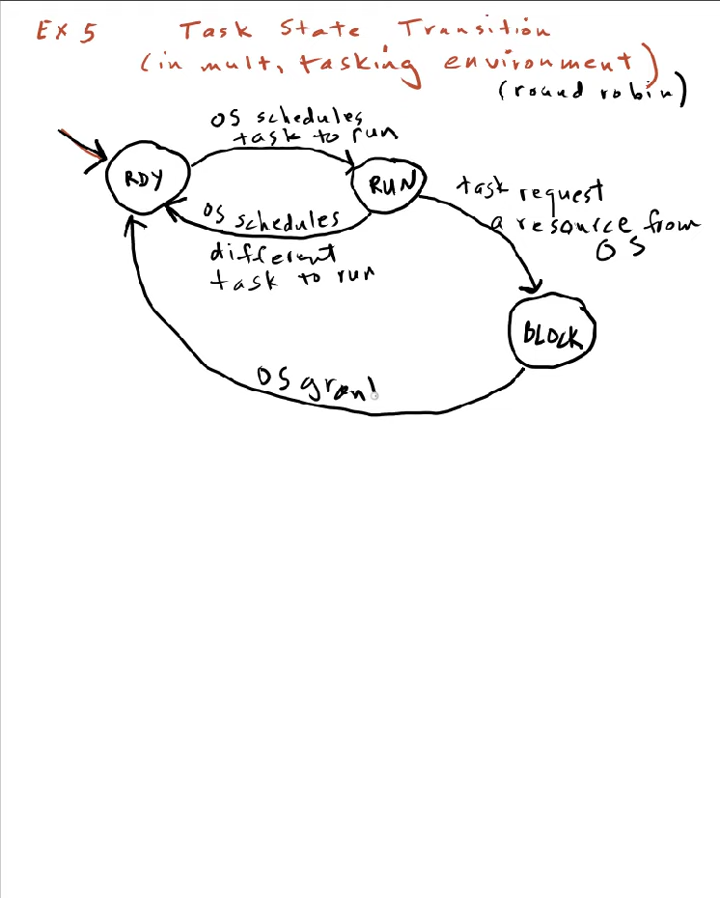 Ex 5 Task State Transition
(in multi tasking environment)
(round robin)
OS schedules
task to run
RDY
RUN
task request
a resource from
OS
OS schedules
different
task to run
BLOCK
OS gran